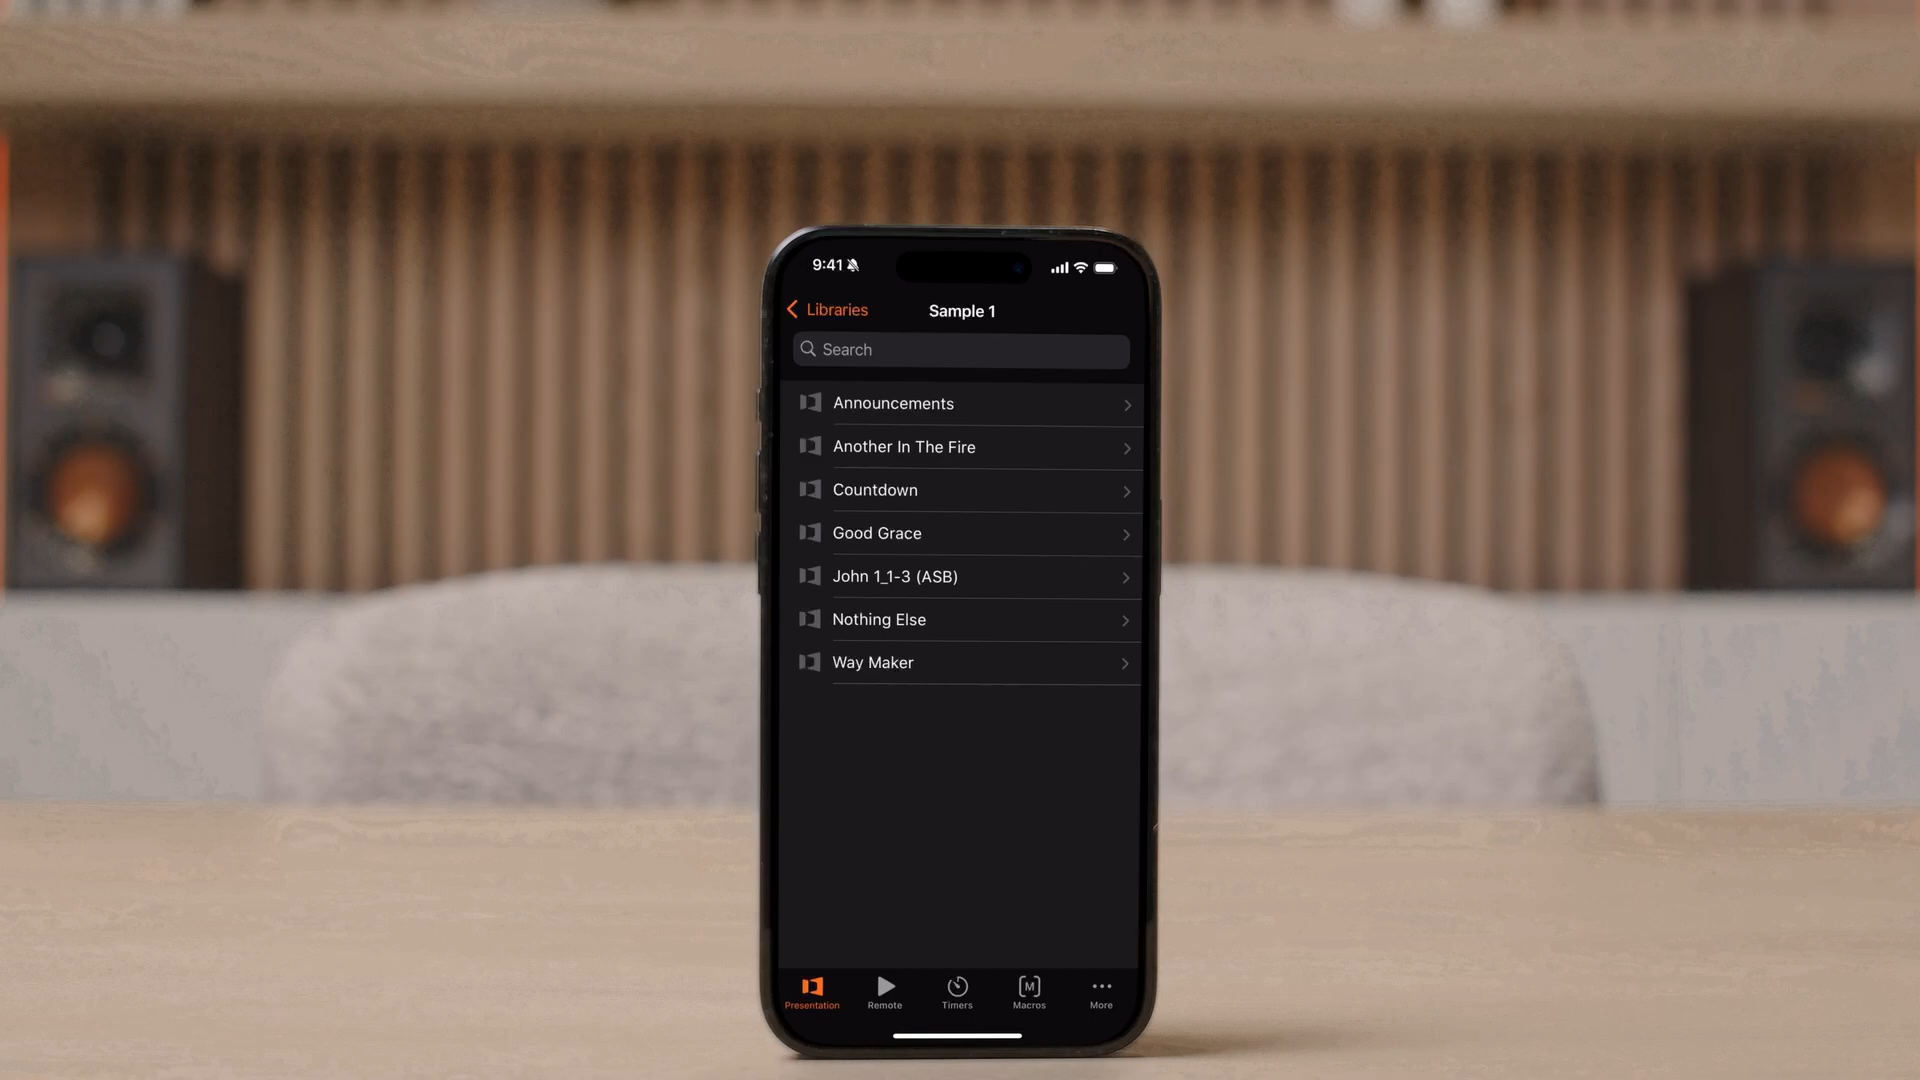 9:41
Libraries
Sample 1
Search
Announcements
Another In The Fire
Countdown
Good Grace
John 1_1-3 (ASB)
Nothing Else
Way Maker
Presentation
Remote
Timers
M
Macros
More